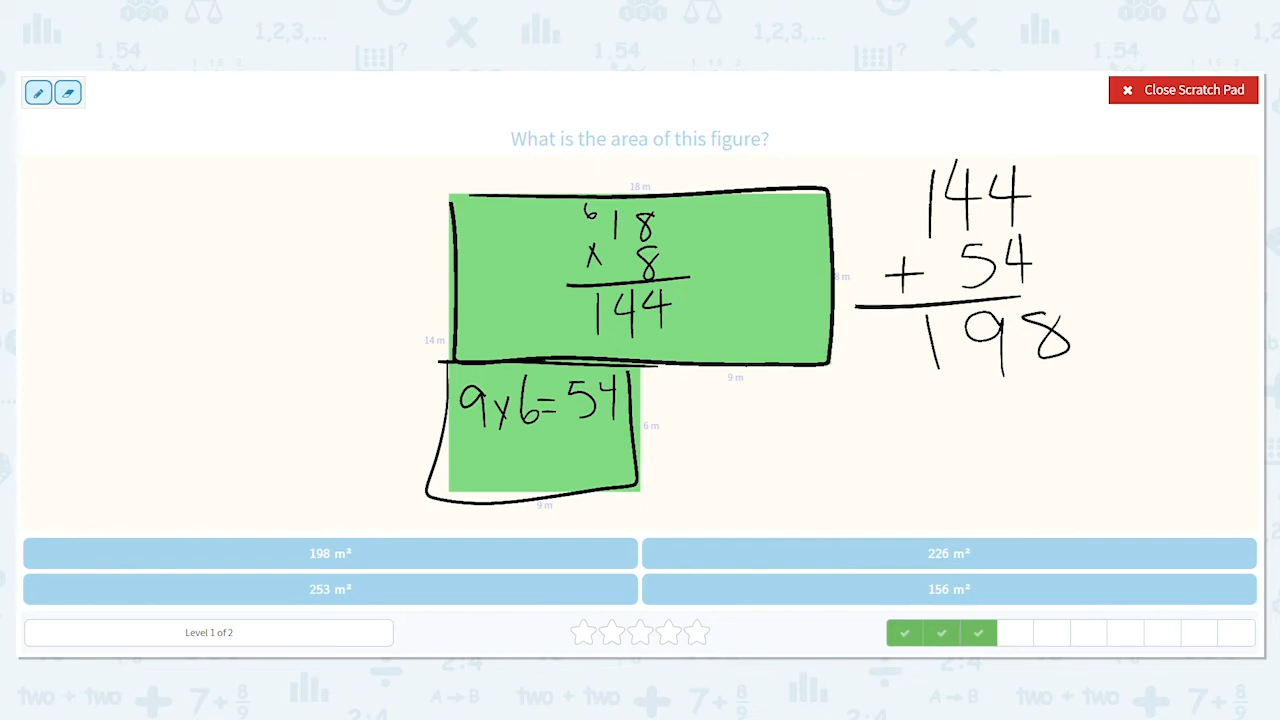 Close Scratch Pad
What is the area of this figure?
18 m
6
18
x 8
144
8 m
14 m
9 m
9x6=54
6 m
9 m
144
+ 54
198
198 m²
226 m²
253 m²
156 m²
Level 1 of 2